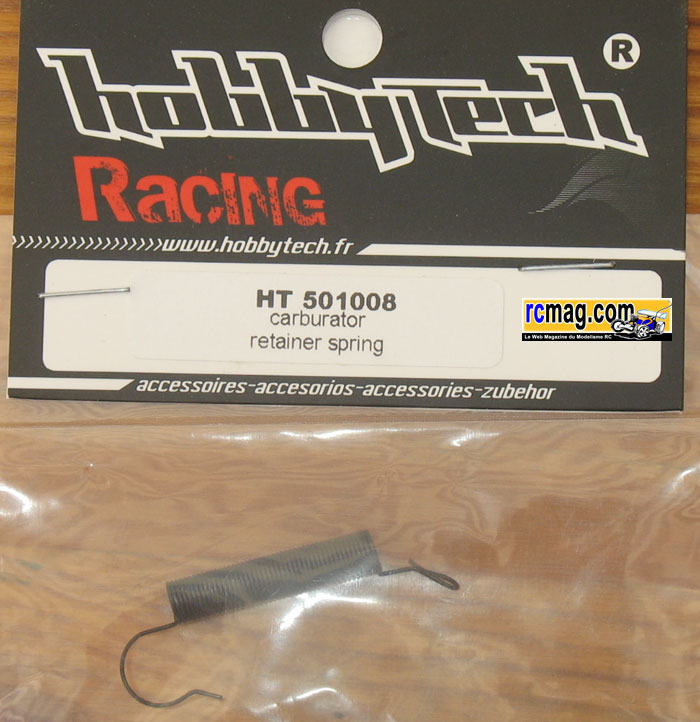 hobbytech ®
Racing
))))))))))))))))))))))www.hobbytech.fr
HT 501008
carburator
retainer spring
rcmag.com
Le Web Magazine du Modelisme RC
accessoires-accesorios-accessories-zubehor